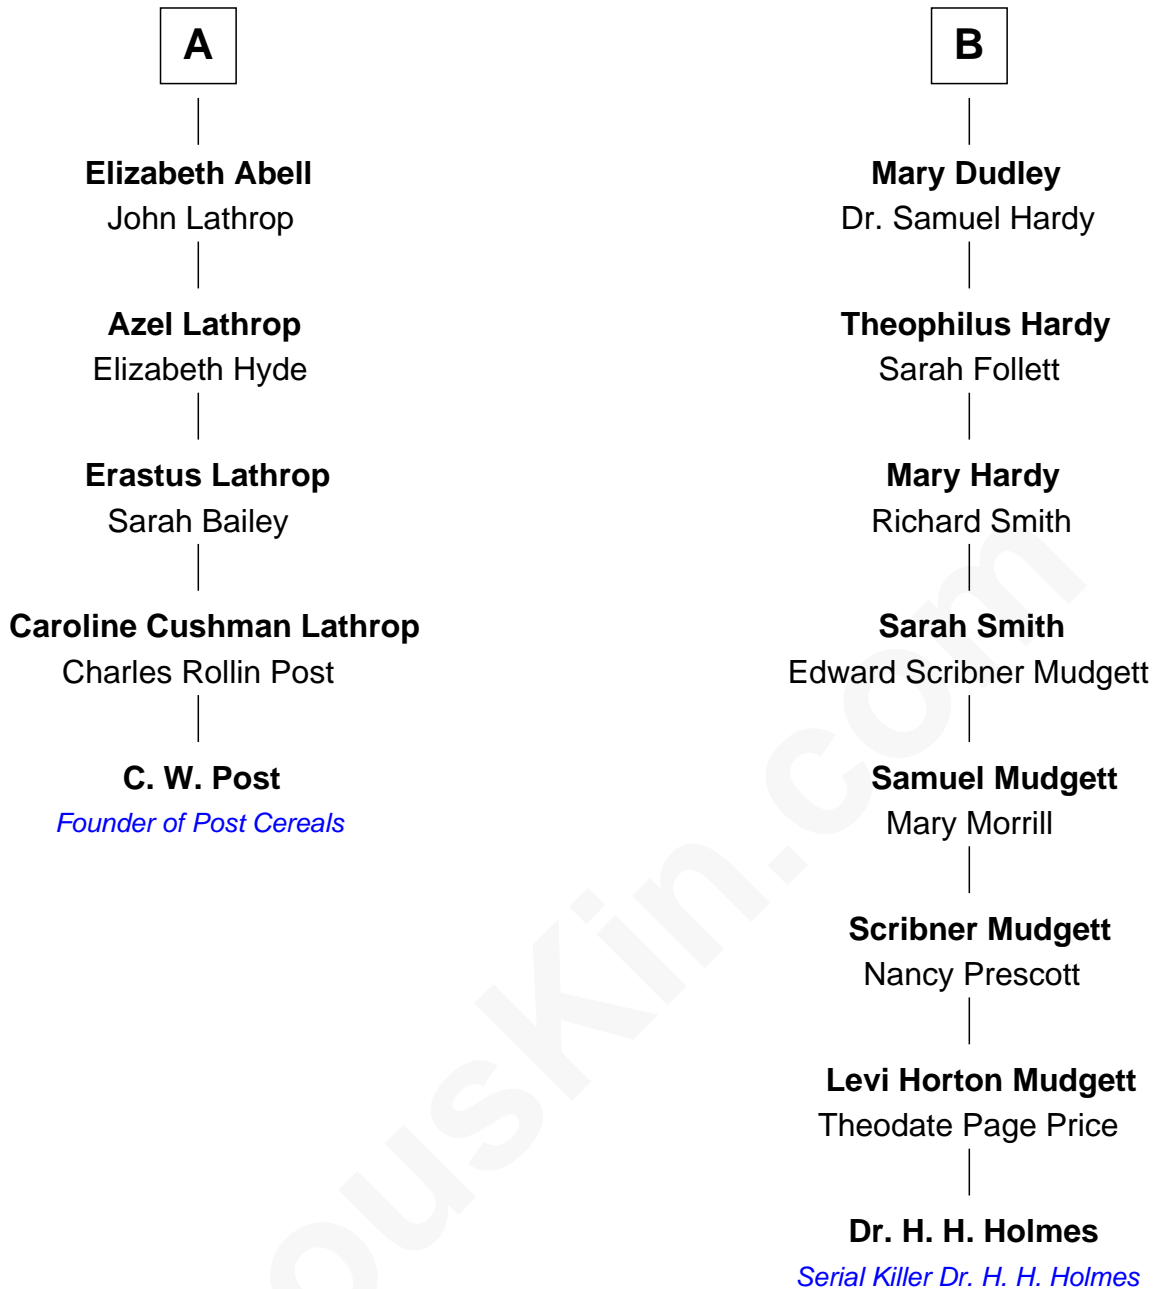 A
Elizabeth Abell
John Lathrop
Azel Lathrop
Elizabeth Hyde
Erastus Lathrop
Sarah Bailey
Caroline Cushman Lathrop
Charles Rollin Post
C. W. Post
Founder of Post Cereals
B
Mary Dudley
Dr. Samuel Hardy
Theophilus Hardy
Sarah Follett
Mary Hardy
Richard Smith
Sarah Smith
Edward Scribner Mudgett
Samuel Mudgett
Mary Morrill
Scribner Mudgett
Nancy Prescott
Levi Horton Mudgett
Theodate Page Price
Dr. H. H. Holmes
Serial Killer Dr. H. H. Holmes
ousKin.com